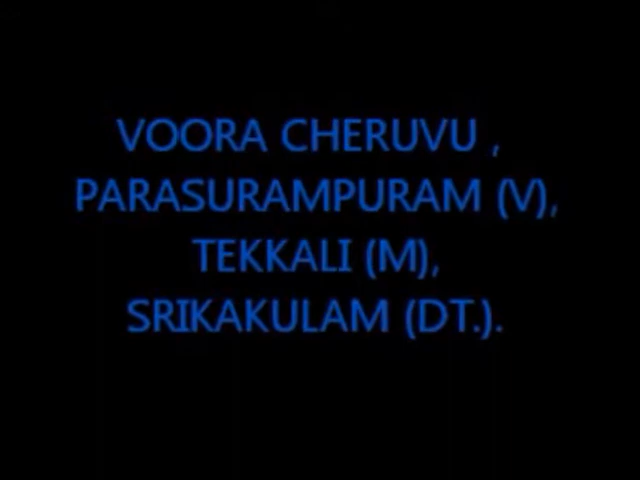 VOORA CHERUVU ,
PARASURAMPURAM (V),
TEKKALI (M),
SRIKAKULAM (DT.).